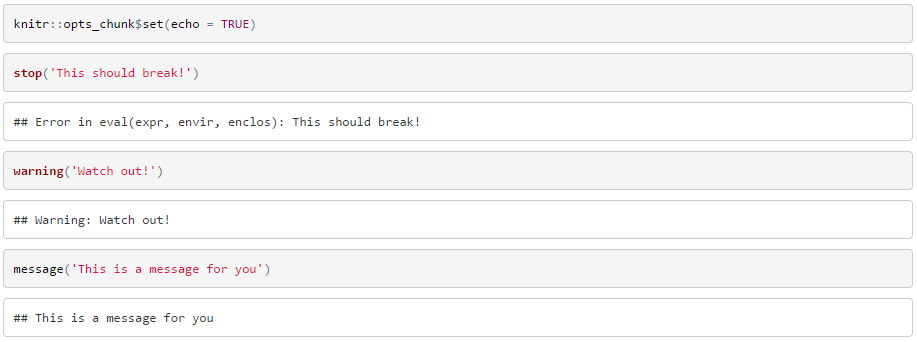 knitr::opts_chunk$set(echo = TRUE)
stop('This should break!')
## Error in eval(expr, envir, enclos): This should break!
warning('Watch out!')
## Warning: Watch out!
message('This is a message for you')
## This is a message for you